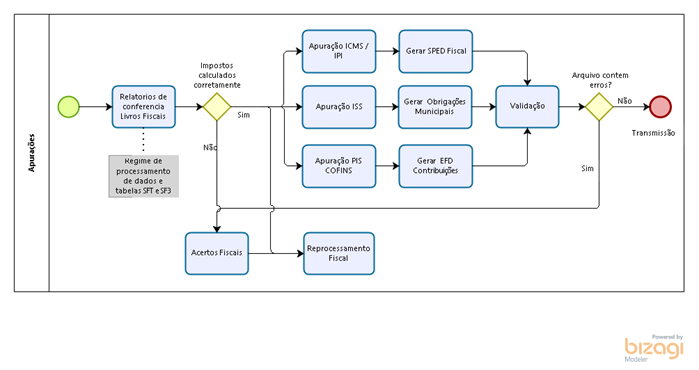 Apurações
Relatorios de
conferencia
Livros Fiscais
Regime de
processamento
de dados e
tabelas SFT e SF3
Impostos
calculados
corretamente
Sim
Não
Apuração ICMS /
IPI
Gerar SPED Fiscal
Apuração ISS
Gerar Obrigações
Municipais
Apuração PIS
COFINS
Gerar EFD
Contribuições
Validação
Arquivo contem
erros?
Não
Sim
Transmissão
Acertos Fiscais
Reprocessamento
Fiscal
Powered by
bizagi
Modeler